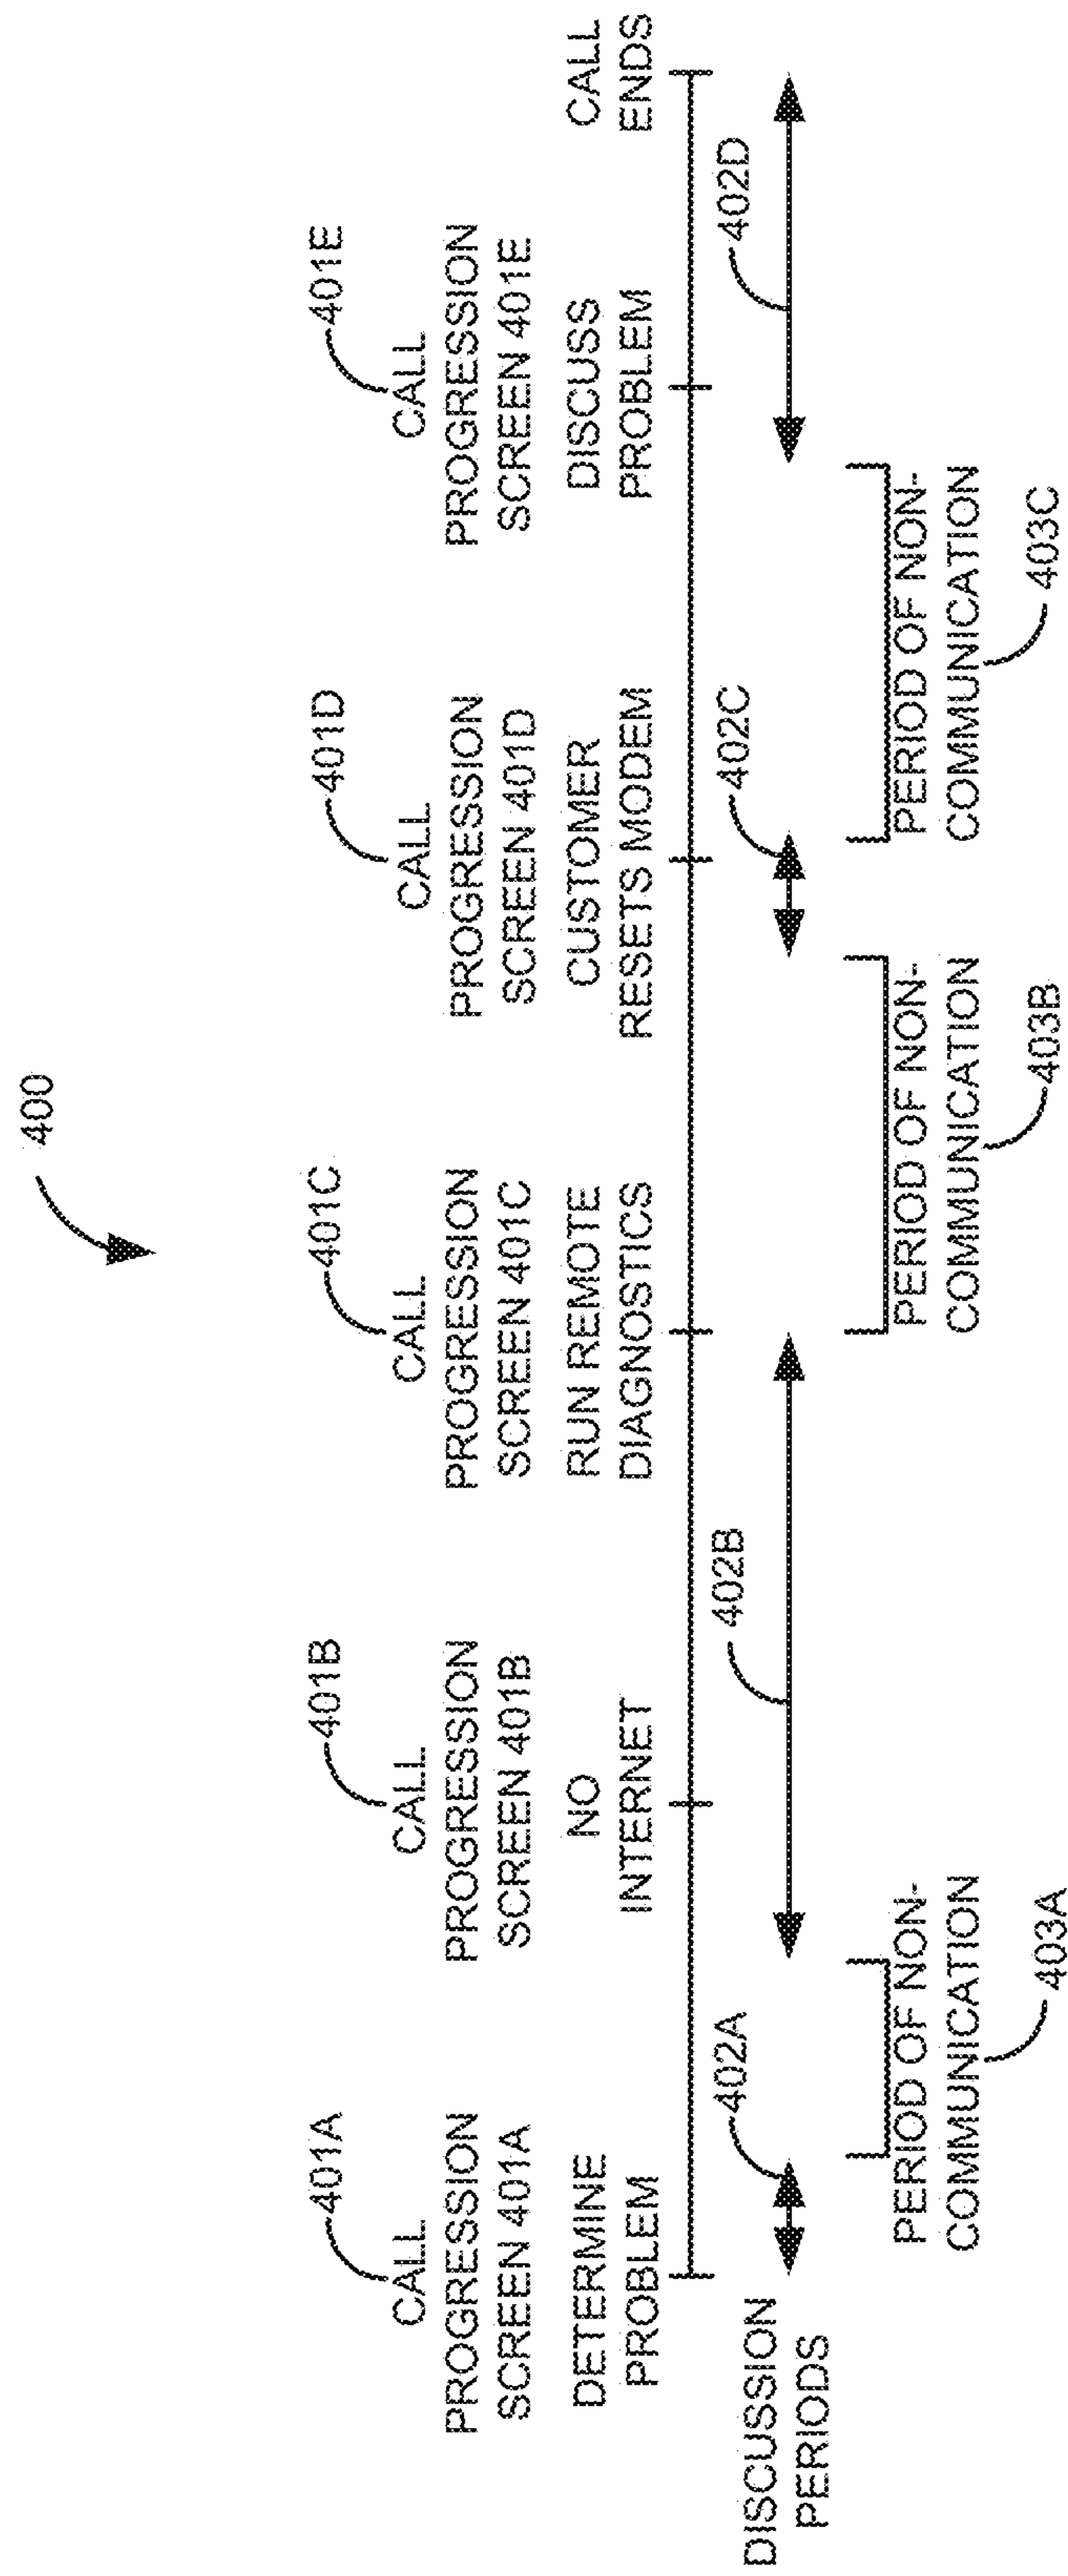 400
401A
401B
401C
401D
401E
CALL
PROGRESSION
SCREEN 401A
CALL
PROGRESSION
SCREEN 401B
CALL
PROGRESSION
SCREEN 401C
CALL
PROGRESSION
SCREEN 401D
CALL
PROGRESSION
SCREEN 401E
DETERMINE
PROBLEM
NO
INTERNET
RUN REMOTE
DIAGNOSTICS
CUSTOMER
RESETS MODEM
DISCUSS
PROBLEM
CALL
ENDS
DISCUSSION
PERIODS
402A
402B
402C
402D
PERIOD OF NON-
COMMUNICATION
403A
PERIOD OF NON-
COMMUNICATION
403B
PERIOD OF NON-
COMMUNICATION
403C